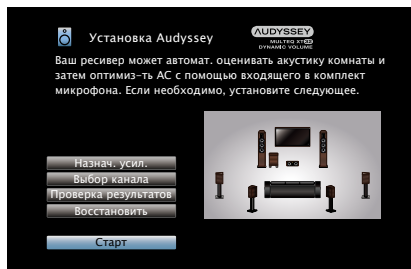 Установка Audyssey
AUDYSSEY
MULTEQ XT32
DYNAMIC VOLUME
Ваш ресивер может автомат. оценивать акустику комнаты и
затем оптимиз-ть АС с помощью входящего в комплект
микрофона. Если необходимо, установите следующее.
Назнач. усил.
Выбор канала
Проверка результатов
Восстановить
Старт